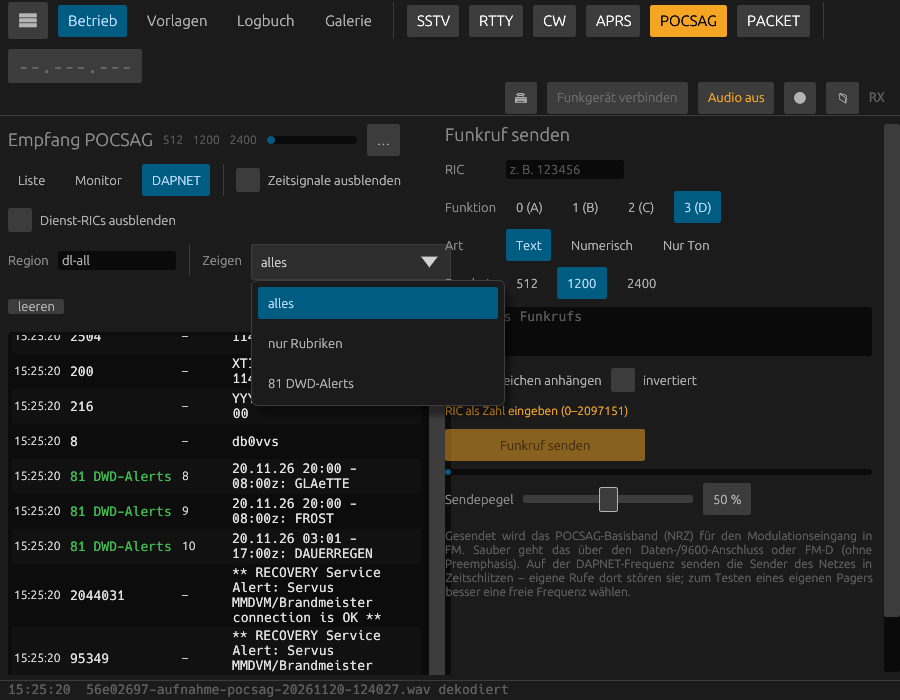 Betrieb Vorlagen Logbuch Galerie SSTV RTTY CW APRS POCSAG PACKET
--.---.---
Funkgerät verbinden Audio aus RX
Empfang POCSAG 512 1200 2400 ...
Liste Monitor DAPNET Zeitsignale ausblenden
Dienst-RICs ausblenden
Region dl-all Zeigen alles
alles
nur Rubriken
81 DWD-Alerts
leeren
15:25:20 2504 –
15:25:20 200 –
15:25:20 216 – 00
15:25:20 8 – db0vvs
15:25:20 81 DWD-Alerts 8 20.11.26 20:00 –
08:00z: GLAeTTE
15:25:20 81 DWD-Alerts 9 20.11.26 20:00 –
08:00z: FROST
15:25:20 81 DWD-Alerts 10 20.11.26 03:01 –
17:00z: DAUERREGEN
15:25:20 2044031 – ** RECOVERY Service
Alert: Servus
MMDVM/Brandmeister
connection is OK **
15:25:20 95349 – ** RECOVERY Service
Alert: Servus
MMDVM/Brandmeister
Funkruf senden
RIC z. B. 123456
Funktion 0 (A) 1 (B) 2 (C) 3 (D)
Art Text Numerisch Nur Ton
512 1200 2400
Funkrufs
eichen anhängen invertiert
RIC als Zahl eingeben (0–2097151)
Funkruf senden
Sendepegel 50 %
Gesendet wird das POCSAG-Basisband (NRZ) für den Modulationseingang in
FM. Sauber geht das über den Daten-/9600-Anschluss oder FM-D (ohne
Preemphasis). Auf der DAPNET-Frequenz senden die Sender des Netzes in
Zeitschlitzen – eigene Rufe dort stören sie; zum Testen eines eigenen Pagers
besser eine freie Frequenz wählen.
15:25:20 56e02697-aufnahme-pocsag-20261120-124027.wav dekodiert